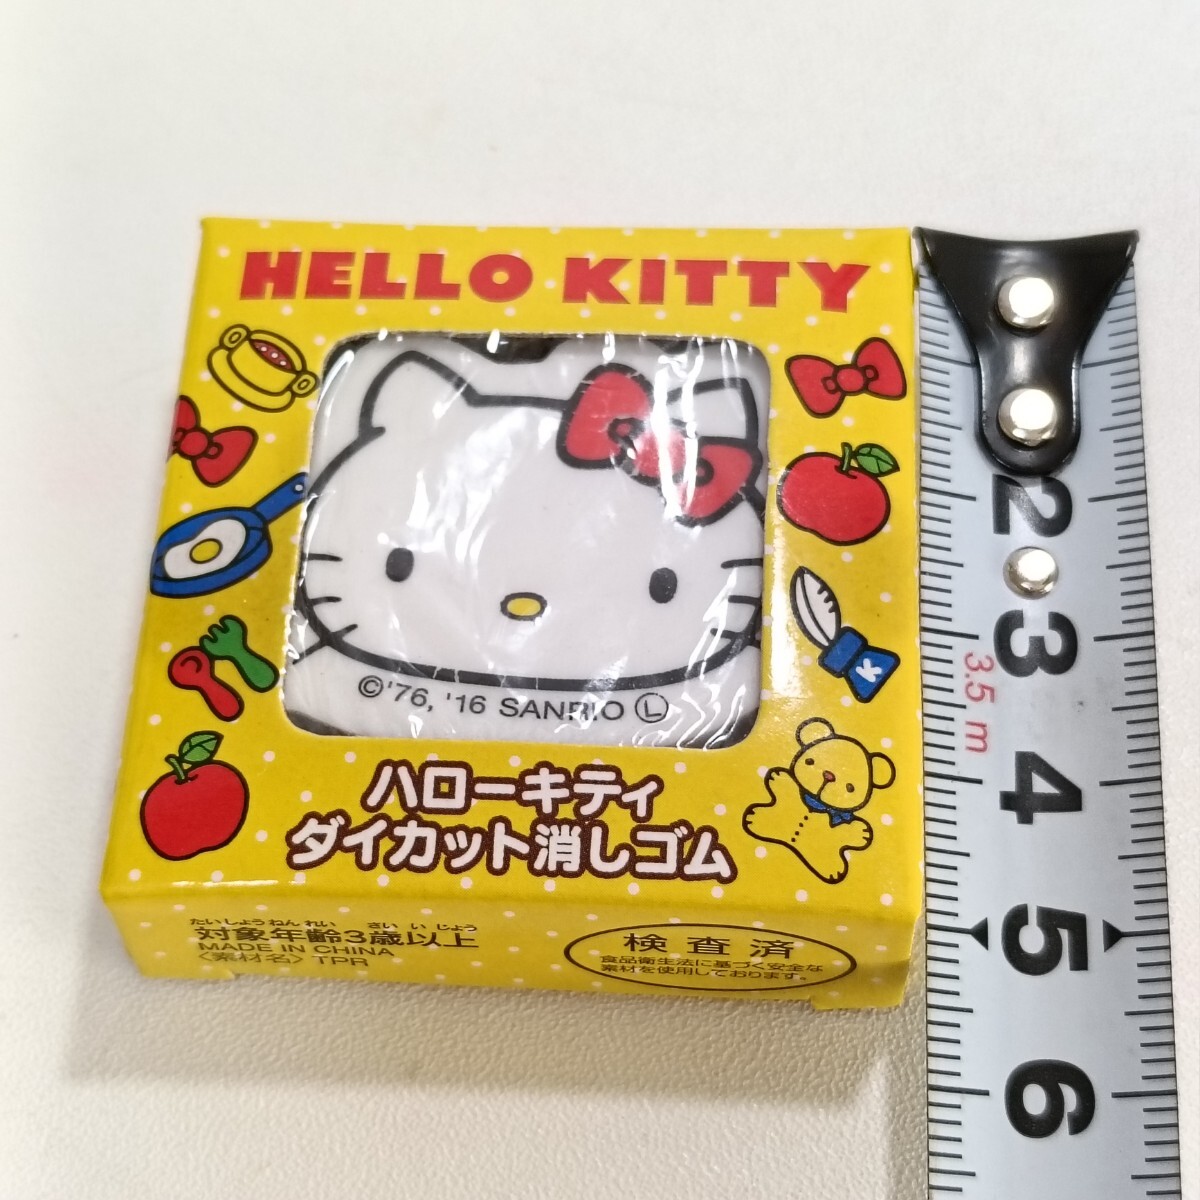 HELLO KITTY
K
©'76, '16 SANRIO Ⓛ
ハローキティ
ダイカット消しゴム
たいしょうねんれい さいいじょう
対象年齢3歳以上
MADE IN CHINA
〈素材名〉TPR
検査済
食品衛生法に基づく安全な
素材を使用しております。
2
3
3.5m
4
5
6